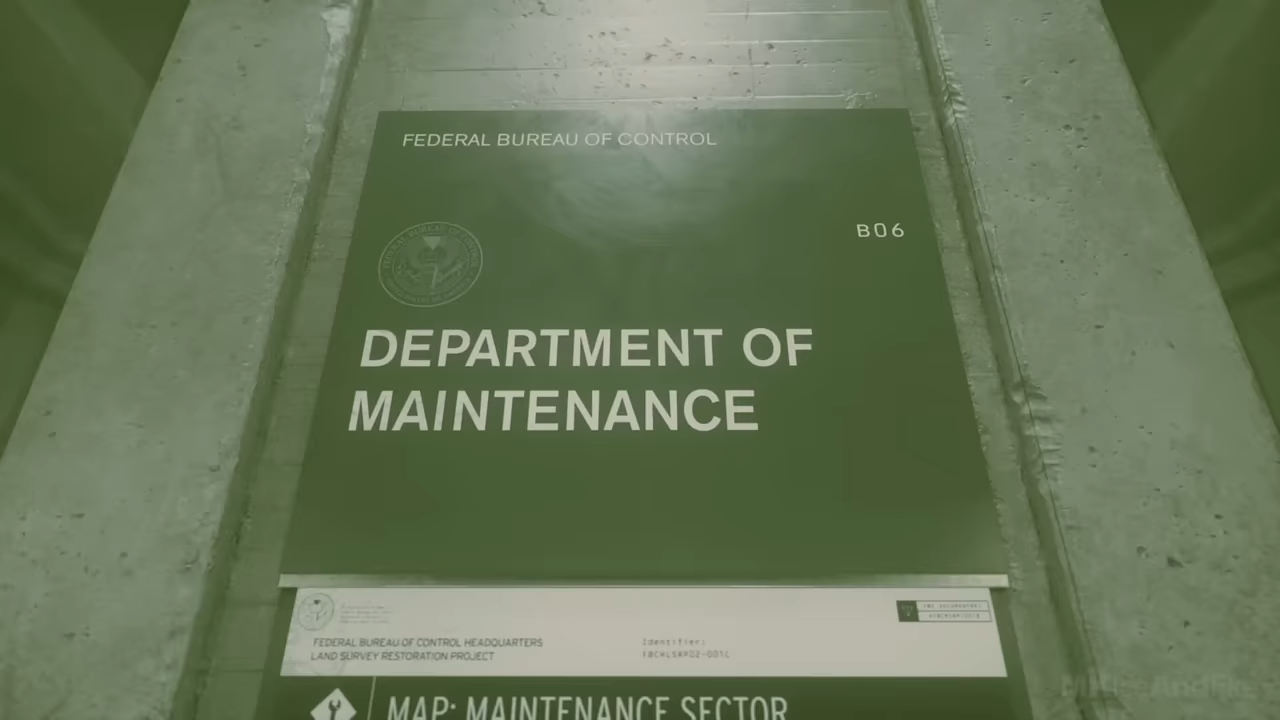 FEDERAL BUREAU OF CONTROL
B06
DEPARTMENT OF
MAINTENANCE
FEDERAL BUREAU OF CONTROL HEADQUARTERS
LAND SURVEY RESTORATION PROJECT
Identifier:
MAP: MAINTENANCE SECTOR